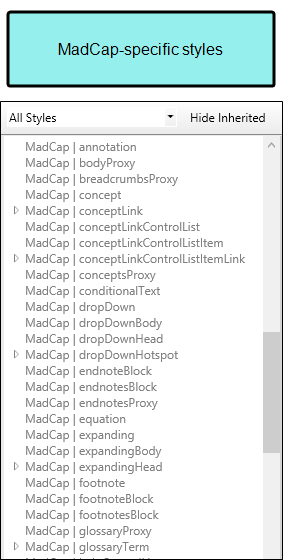 MadCap-specific styles
All Styles Hide Inherited
MadCap | annotation
MadCap | bodyProxy
MadCap | breadcrumbsProxy
MadCap | concept
MadCap | conceptLink
MadCap | conceptLinkControlList
MadCap | conceptLinkControlListItem
MadCap | conceptLinkControlListItemLink
MadCap | conceptsProxy
MadCap | conditionalText
MadCap | dropDown
MadCap | dropDownBody
MadCap | dropDownHead
MadCap | dropDownHotspot
MadCap | endnoteBlock
MadCap | endnotesBlock
MadCap | endnotesProxy
MadCap | equation
MadCap | expanding
MadCap | expandingBody
MadCap | expandingHead
MadCap | footnote
MadCap | footnoteBlock
MadCap | footnotesBlock
MadCap | glossaryProxy
MadCap | glossaryTerm